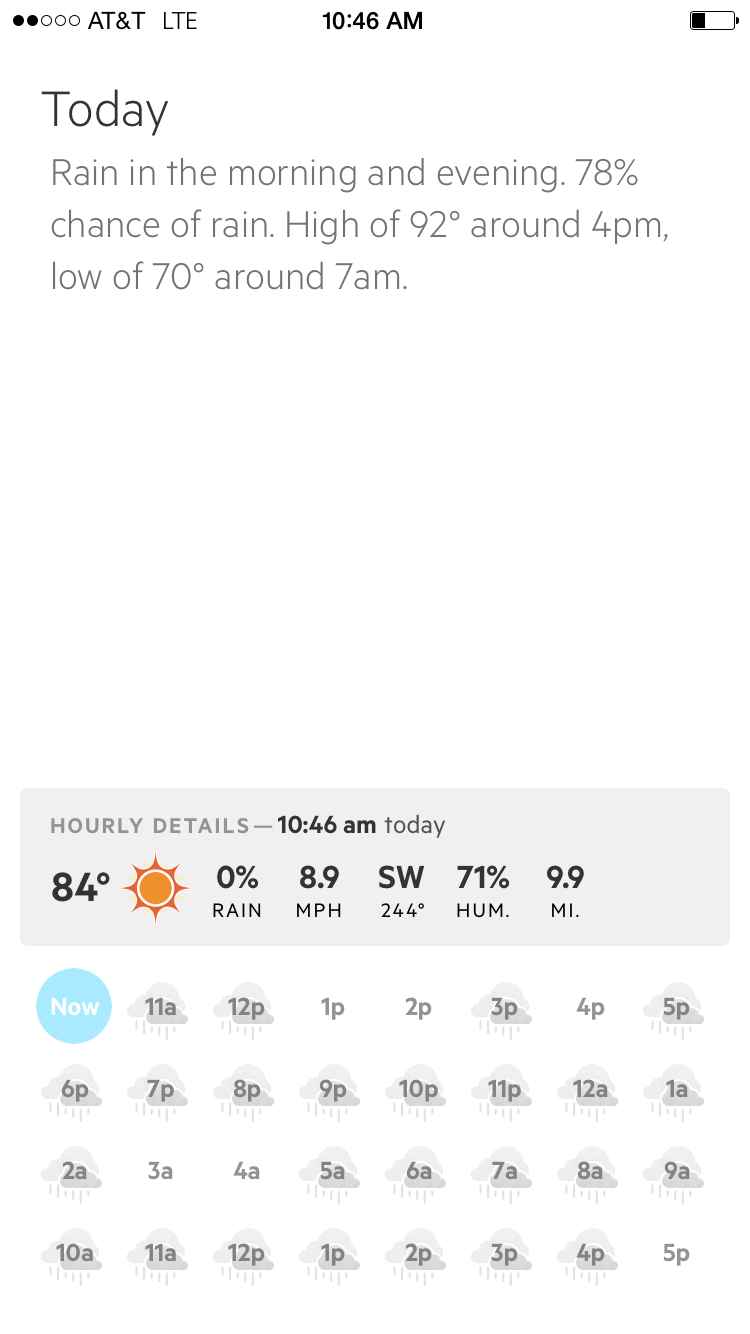 AT&T LTE 10:46 AM
Today
Rain in the morning and evening. 78%
chance of rain. High of 92° around 4pm,
low of 70° around 7am.
HOURLY DETAILS — 10:46 am today
84° 0% 8.9 SW 71% 9.9
RAIN MPH 244° HUM. MI.
Now 11a 12p 1p 2p 3p 4p 5p
6p 7p 8p 9p 10p 11p 12a 1a
2a 3a 4a 5a 6a 7a 8a 9a
10a 11a 12p 1p 2p 3p 4p 5p